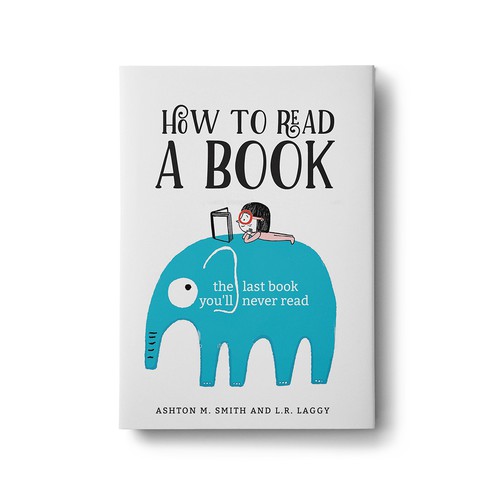 HOW TO READ
A BOOK
the last book
you'll never read
ASHTON M. SMITH AND L.R. LAGGY